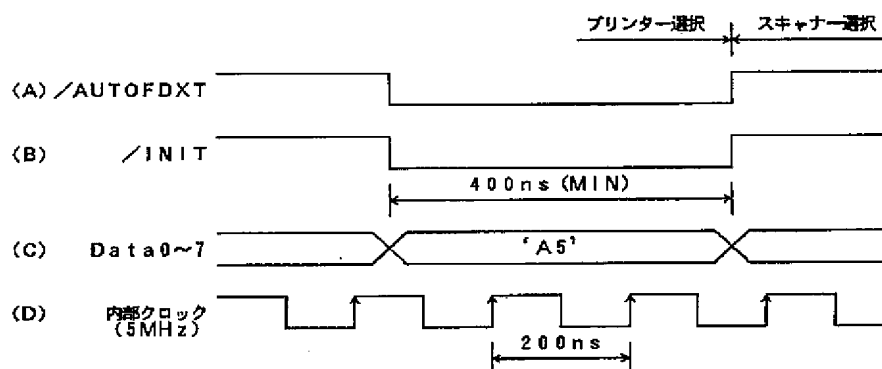 プリンター選択 スキャナー選択
(A) /AUTOFDXT
(B) /INIT
400ns(MIN)
(C) Data0~7 'A5'
(D) 内部クロック
(5MHz)
200ns